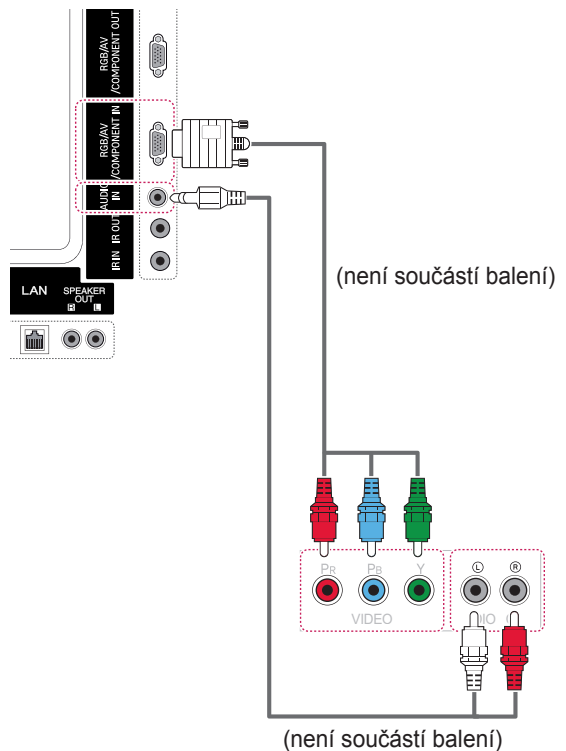 RGB/AV
/COMPONENT OUT
RGB/AV
/COMPONENT IN
AUDIO
IN
IR OUT
IR IN
LAN
SPEAKER
OUT
R L
(není součástí balení)
PR PB Y
VIDEO
L R
(není součástí balení)